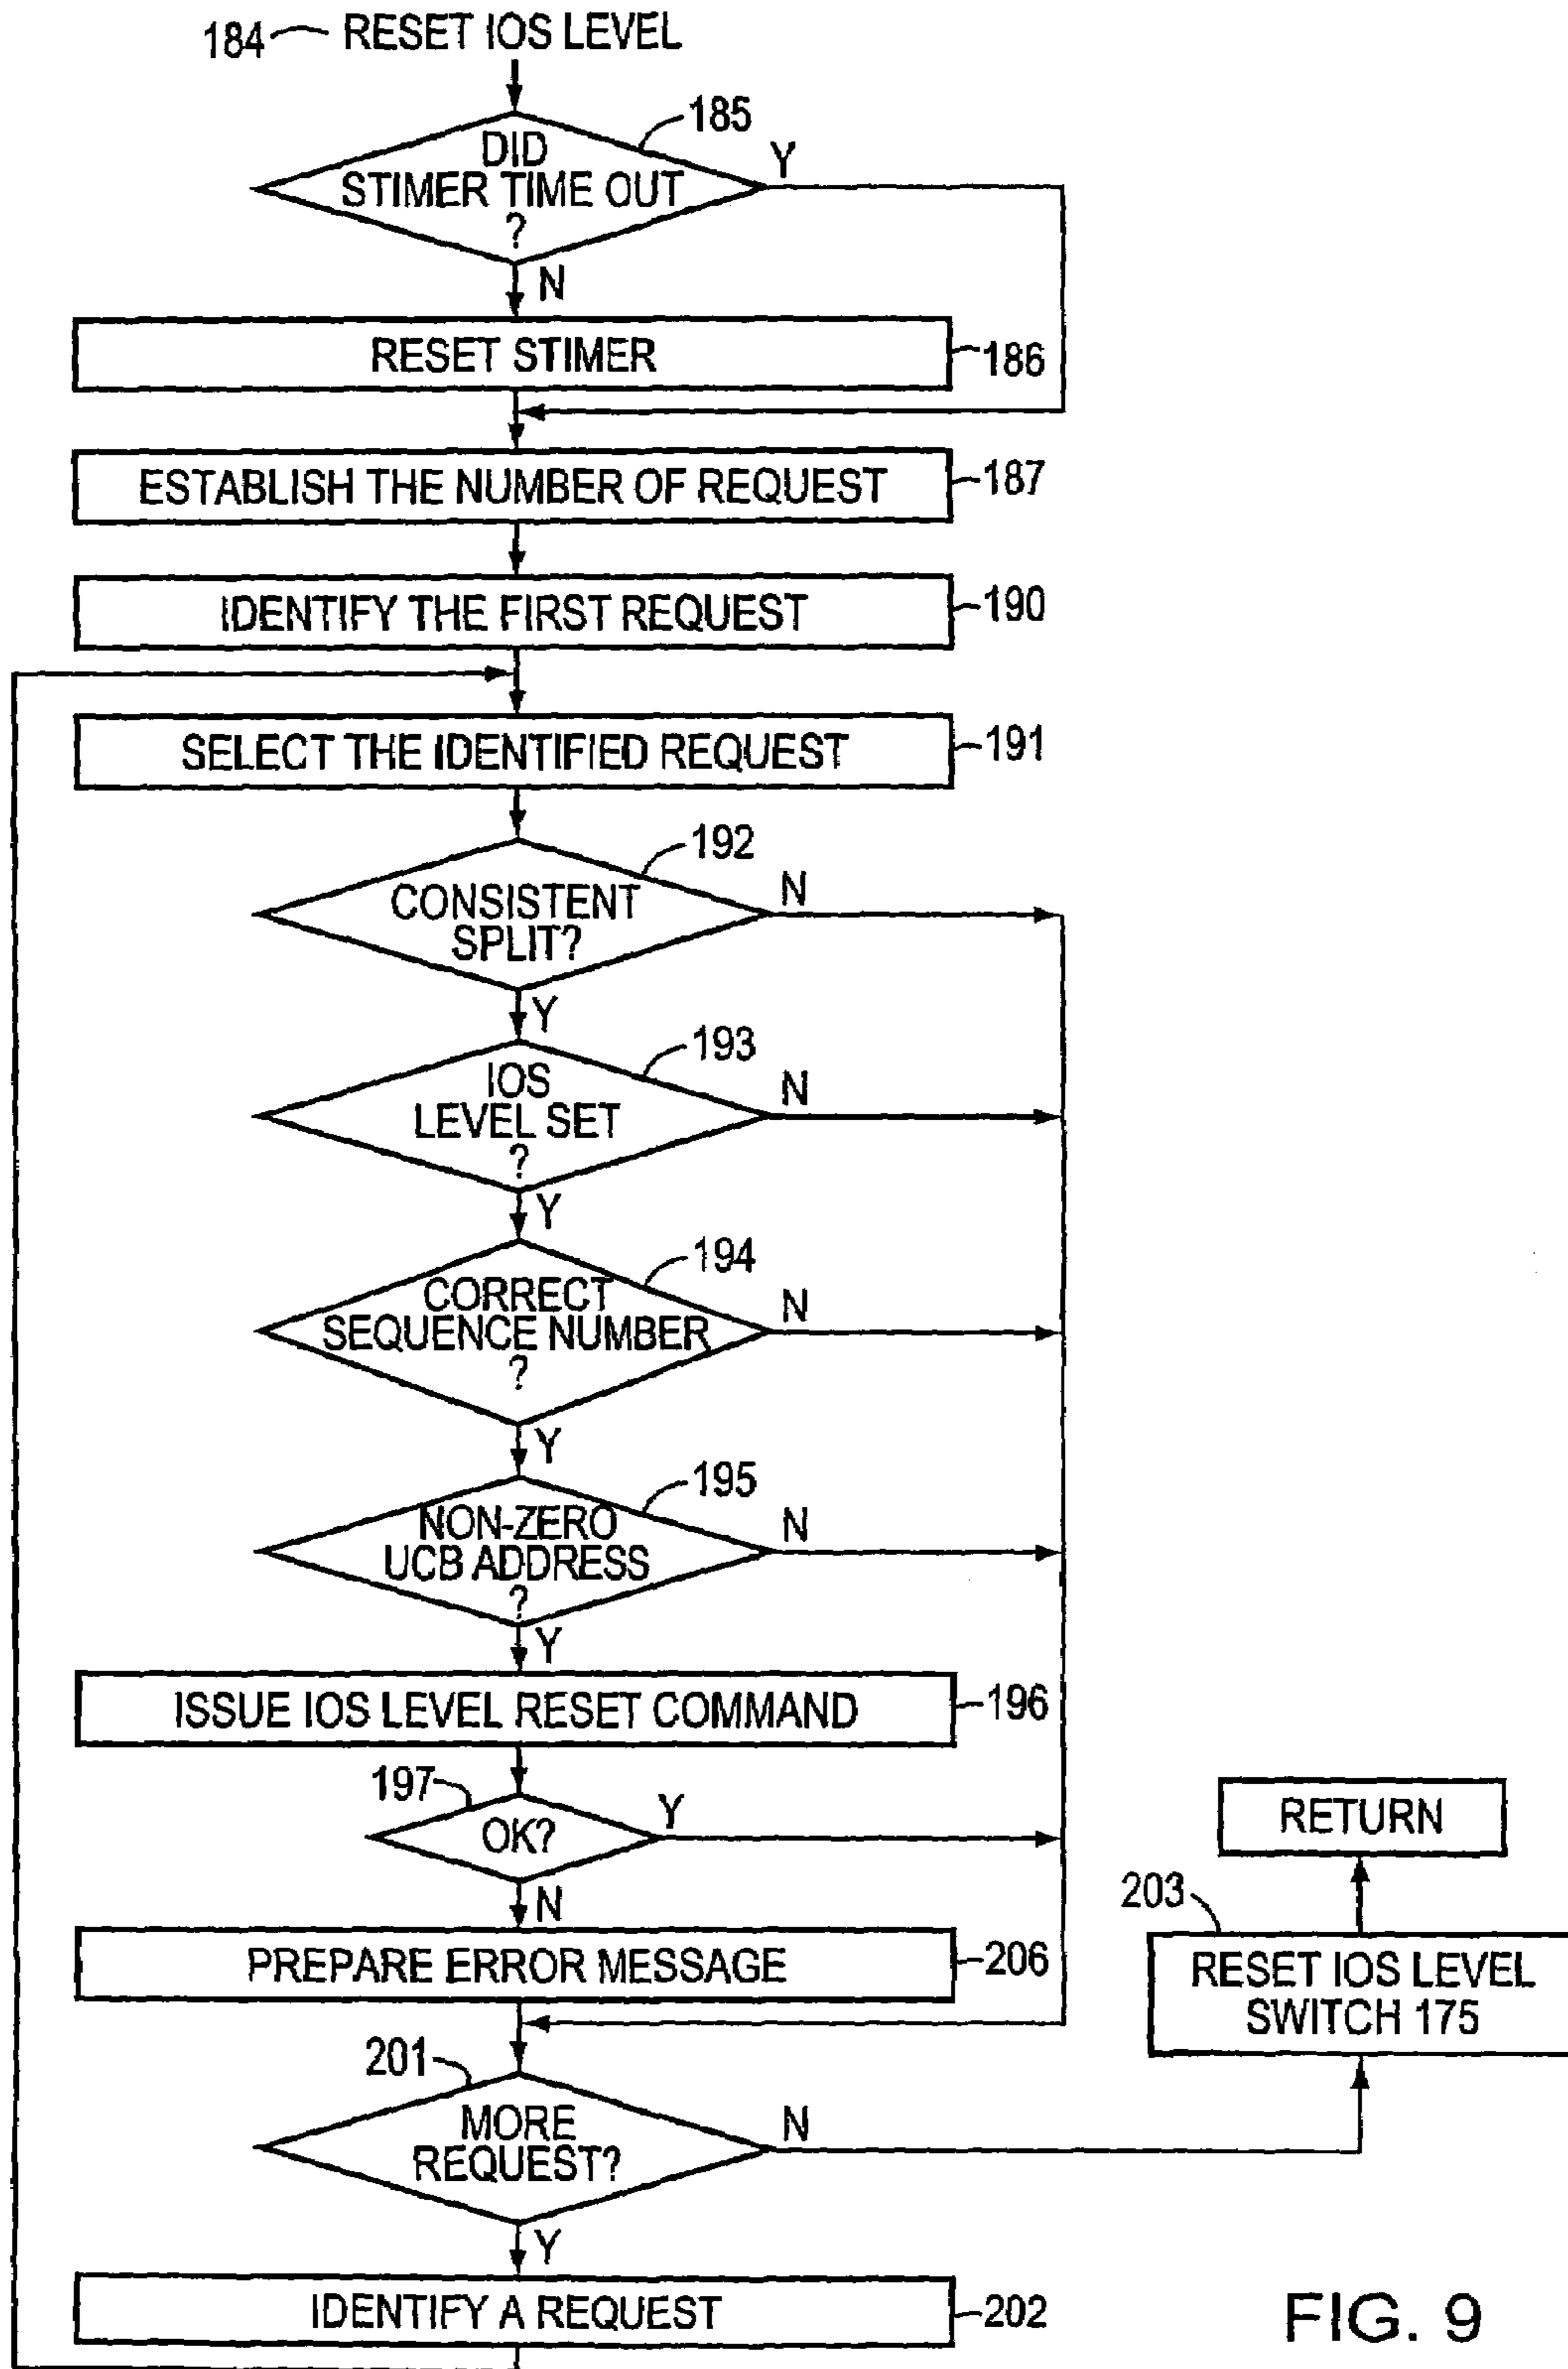 184 RESET IOS LEVEL
185
DID
STIMER TIME OUT
?
Y
N
RESET STIMER
186
ESTABLISH THE NUMBER OF REQUEST
187
IDENTIFY THE FIRST REQUEST
190
SELECT THE IDENTIFIED REQUEST
191
192
CONSISTENT
SPLIT?
N
Y
193
IOS
LEVEL SET
?
N
Y
194
CORRECT
SEQUENCE NUMBER
?
N
Y
195
NON-ZERO
UCB ADDRESS
?
N
Y
ISSUE IOS LEVEL RESET COMMAND
196
197
OK?
Y
N
PREPARE ERROR MESSAGE
206
201
MORE
REQUEST?
N
Y
IDENTIFY A REQUEST
202
RETURN
203
RESET IOS LEVEL
SWITCH 175
FIG. 9